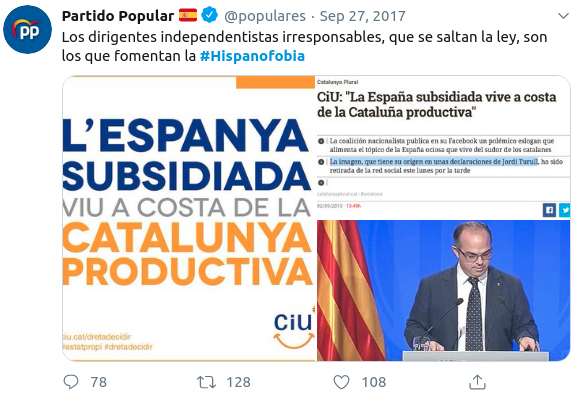 Partido Popular 🇪🇸 @populares · Sep 27, 2017
Los dirigentes independentistas irresponsables, que se saltan la ley, son
los que fomentan la #Hispanofobia
pp
L'ESPANYA
SUBSIDIADA
VIU A COSTA DE LA
CATALUNYA
PRODUCTIVA
CiU
ciu.cat/dretadecidir
#estatpropi #dretadecidir
Catalunya Plural
CiU: "La España subsidiada vive a costa
de la Cataluña productiva"
La coalición nacionalista publica en su Facebook un polémico eslogan que
alimenta el tópico de la España ociosa que vive del sudor de los catalanes
La imagen, que tiene su origen en unas declaraciones de Jordi Turull, ha sido
retirada de la red social este lunes por la tarde
catalunyaplural.cat - Barcelona
02/09/2013 - 13:49h
78
128
108